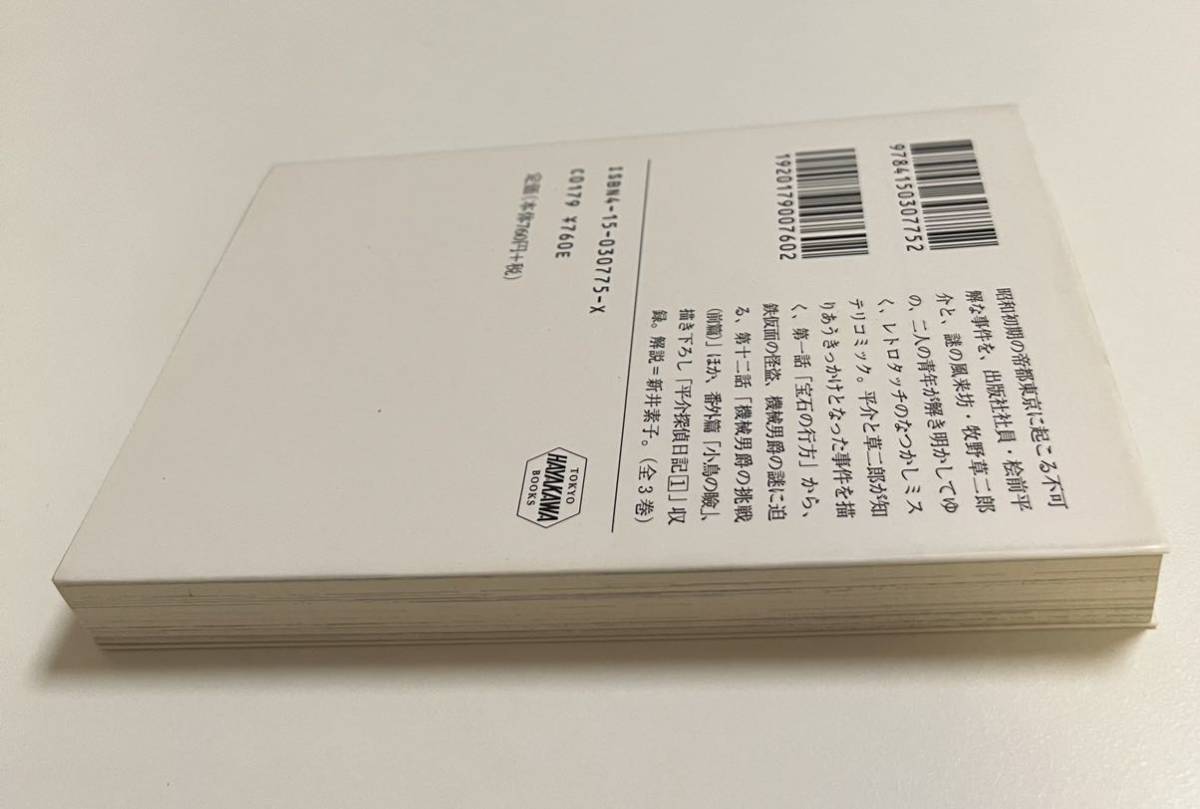 9784150307752
1920179007602
昭和初期の帝都東京に起こる不可
解な事件を、出版社社員・桧前平
介と、謎の風来坊・牧野草二郎
の、二人の青年が解き明かしてゆ
く、レトロタッチのなつかしミス
テリコミック。平介と草二郎が知
りあうきっかけとなった事件を描
く、第一話「宝石の行方」から、
鉄仮面の怪盗、機械男爵の謎に迫
る、第十二話「機械男爵の挑戦
(前篇)」ほか、番外篇「小鳥の瞼」、
描き下ろし「平介探偵日記1」収
録。解説=新井素子。(全3巻)
ISBN4-15-030775-X
C0179 ¥760E
定価(本体760円+税)
TOKYO
HAYAKAWA
BOOKS